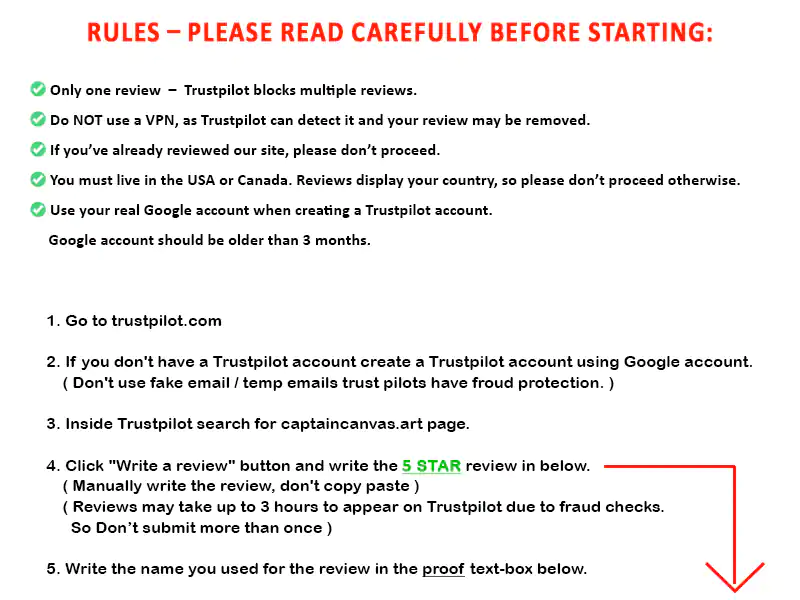 RULES – PLEASE READ CAREFULLY BEFORE STARTING:
Only one review – Trustpilot blocks multiple reviews.
Do NOT use a VPN, as Trustpilot can detect it and your review may be removed.
If you’ve already reviewed our site, please don’t proceed.
You must live in the USA or Canada. Reviews display your country, so please don’t proceed otherwise.
Use your real Google account when creating a Trustpilot account.
Google account should be older than 3 months.
1. Go to trustpilot.com
2. If you don't have a Trustpilot account create a Trustpilot account using Google account.
( Don't use fake email / temp emails trust pilots have froud protection. )
3. Inside Trustpilot search for captaincanvas.art page.
4. Click "Write a review" button and write the 5 STAR review in below.
( Manually write the review, don't copy paste )
( Reviews may take up to 3 hours to appear on Trustpilot due to fraud checks.
So Don’t submit more than once )
5. Write the name you used for the review in the proof text-box below.